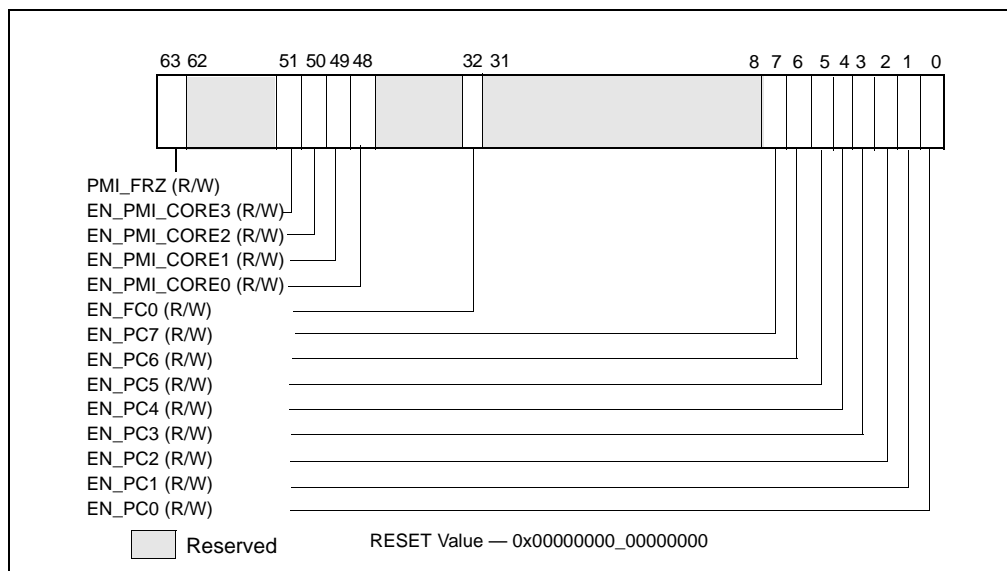 63 62 51 50 49 48 32 31 8 7 6 5 4 3 2 1 0
PMI_FRZ (R/W)
EN_PMI_CORE3 (R/W)
EN_PMI_CORE2 (R/W)
EN_PMI_CORE1 (R/W)
EN_PMI_CORE0 (R/W)
EN_FC0 (R/W)
EN_PC7 (R/W)
EN_PC6 (R/W)
EN_PC5 (R/W)
EN_PC4 (R/W)
EN_PC3 (R/W)
EN_PC2 (R/W)
EN_PC1 (R/W)
EN_PC0 (R/W)
Reserved RESET Value — 0x00000000_00000000